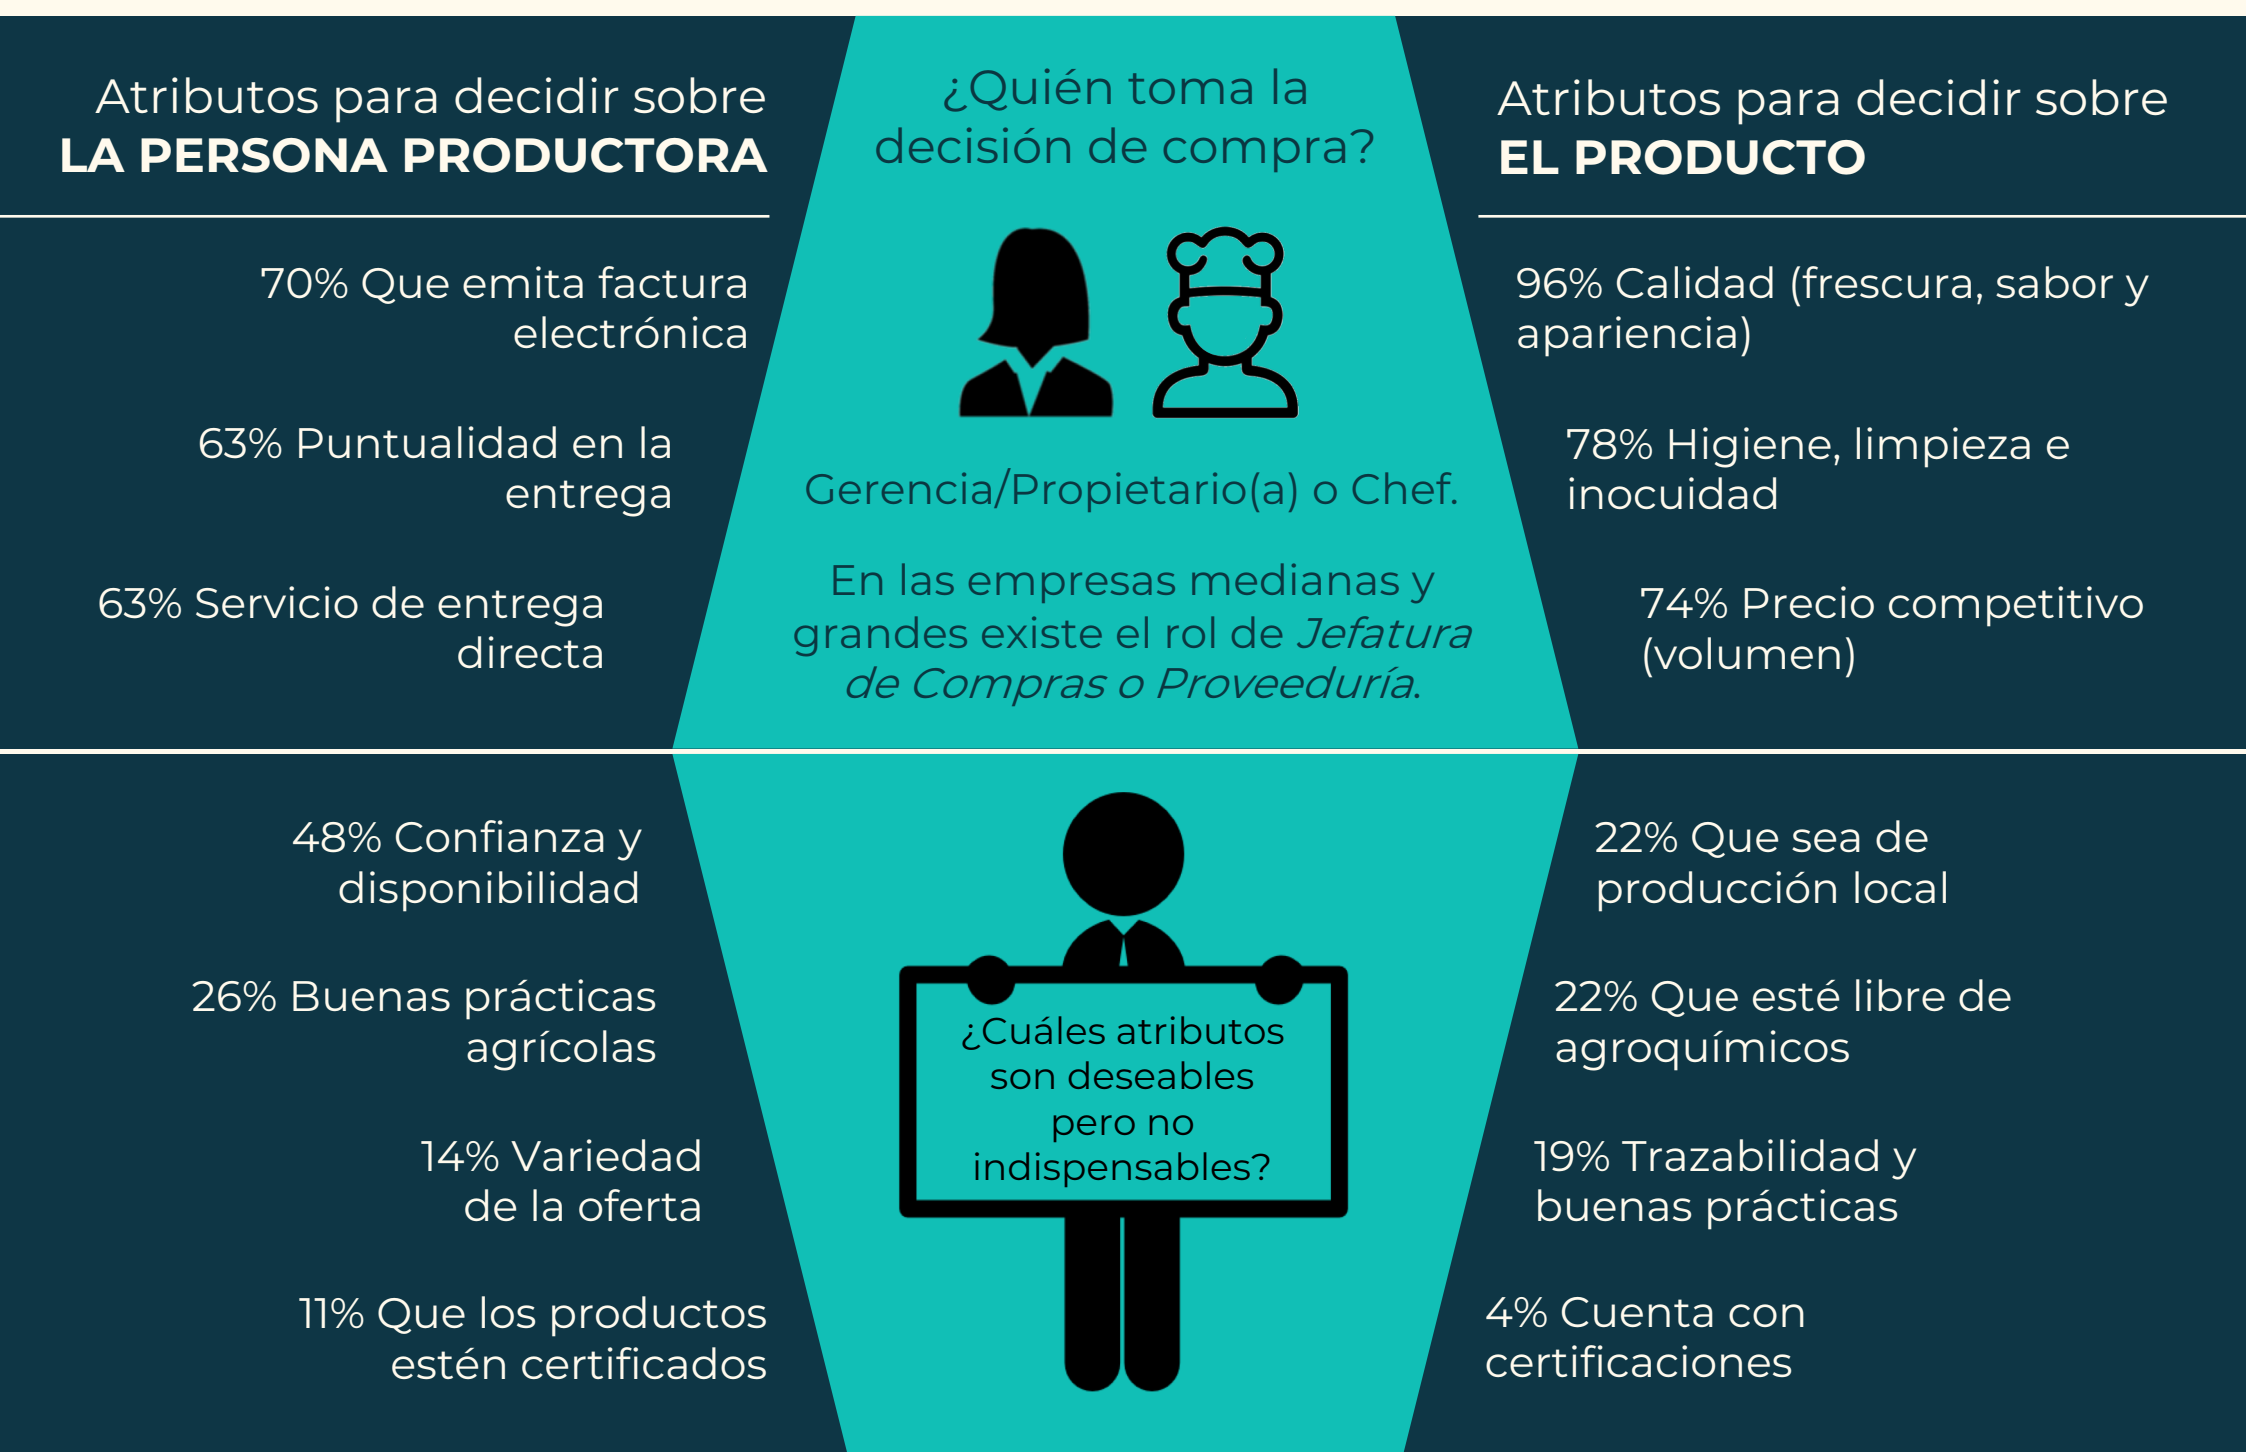 Atributos para decidir sobre
LA PERSONA PRODUCTORA
70% Que emita factura
electrónica
63% Puntualidad en la
entrega
63% Servicio de entrega
directa
¿Quién toma la
decisión de compra?
Gerencia/Propietario(a) o Chef.
En las empresas medianas y
grandes existe el rol de Jefatura
de Compras o Proveeduría.
Atributos para decidir sobre
EL PRODUCTO
96% Calidad (frescura, sabor y
apariencia)
78% Higiene, limpieza e
inocuidad
74% Precio competitivo
(volumen)
48% Confianza y
disponibilidad
26% Buenas prácticas
agrícolas
14% Variedad
de la oferta
11% Que los productos
estén certificados
¿Cuáles atributos
son deseables
pero no
indispensables?
22% Que sea de
producción local
22% Que esté libre de
agroquímicos
19% Trazabilidad y
buenas prácticas
4% Cuenta con
certificaciones